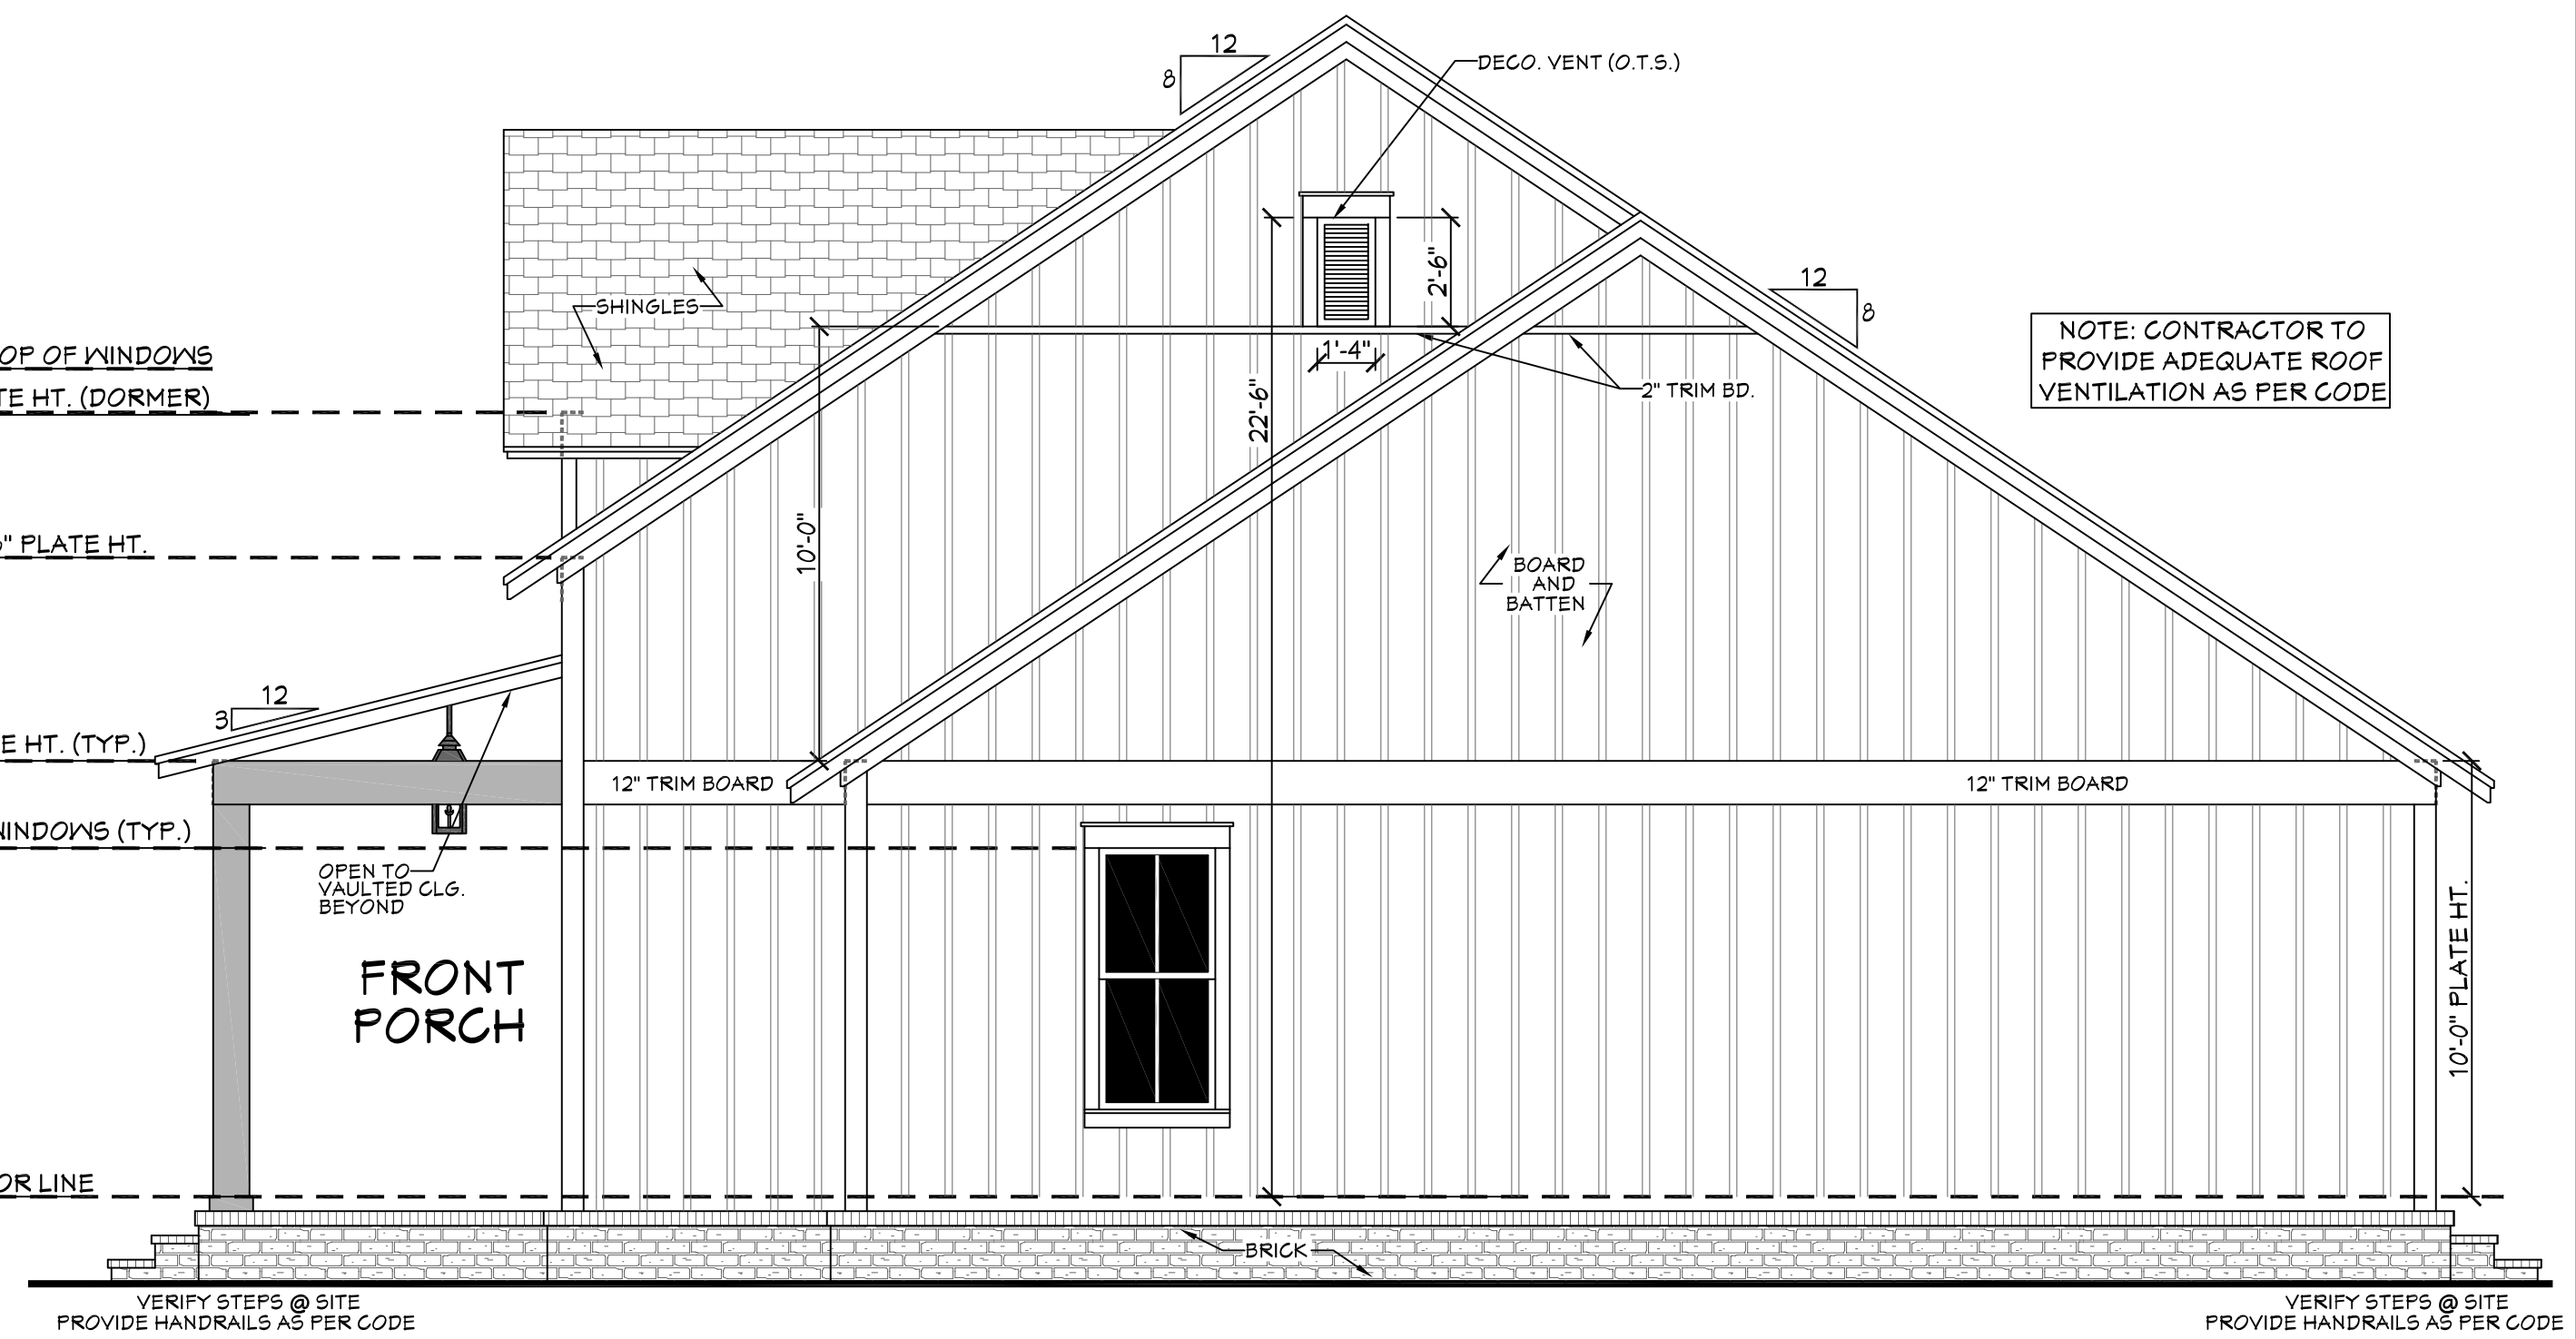 12
8
DECO. VENT (O.T.S.)
SHINGLES
2'-6"
12
8
NOTE: CONTRACTOR TO
PROVIDE ADEQUATE ROOF
VENTILATION AS PER CODE
OP OF WINDOWS
TE HT. (DORMER)
1'-4"
22'-6"
2" TRIM BD.
10'-0"
" PLATE HT.
BOARD
AND
BATTEN
12
3
E HT. (TYP.)
12" TRIM BOARD
12" TRIM BOARD
WINDOWS (TYP.)
OPEN TO
VAULTED CLG.
BEYOND
FRONT
PORCH
10'-0" PLATE HT.
OR LINE
BRICK
VERIFY STEPS @ SITE
PROVIDE HANDRAILS AS PER CODE
VERIFY STEPS @ SITE
PROVIDE HANDRAILS AS PER CODE